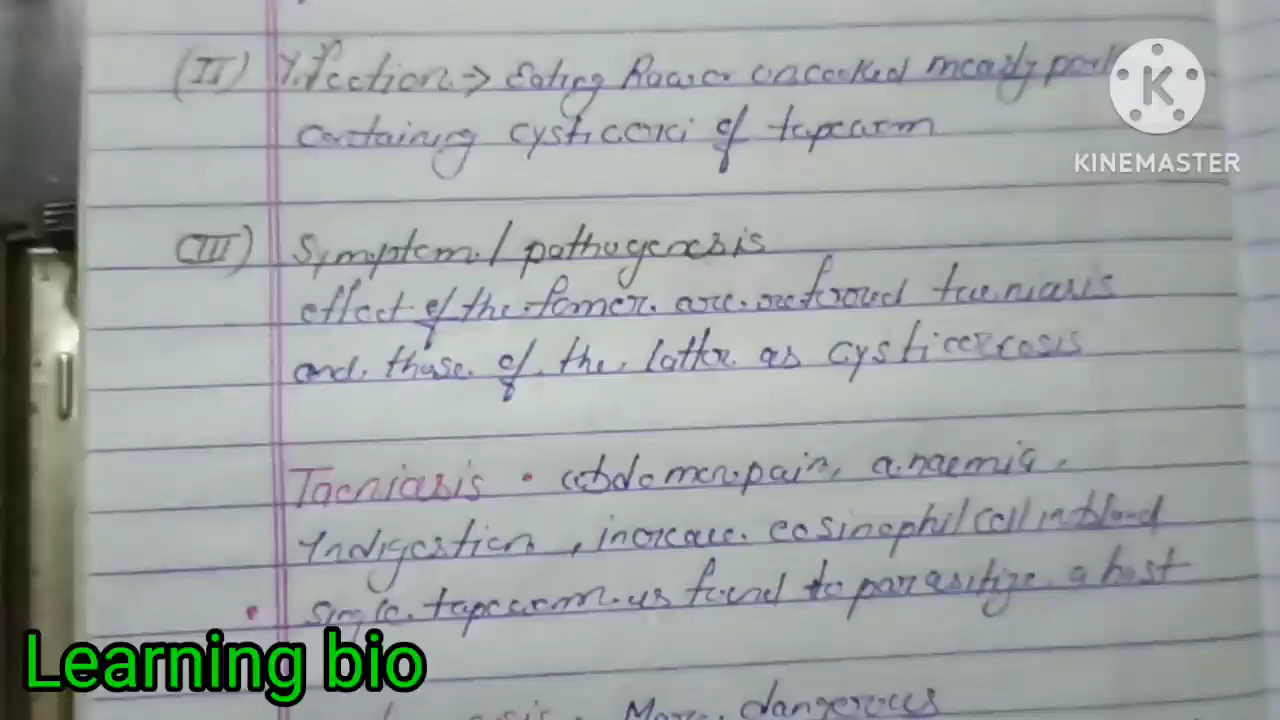 (II) Infection → Eating Raw or uncooked measly pork
containing cysticerci of tapeworm
KINEMASTER
(III) Symptom / pathogenesis
effect of the former are referred taeniasis
and those of the latter as cysticercosis
Taeniasis • abdomen pain, anaemia,
Indigestion, increase eosinophil cell in blood
• Single tapeworm is found to parasitize a host
Learning bio
More dangerous